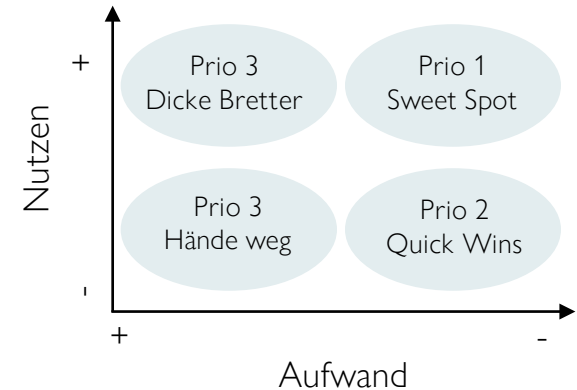 +
Nutzen
-
Prio 3
Dicke Bretter
Prio 1
Sweet Spot
Prio 3
Hände weg
Prio 2
Quick Wins
+
-
Aufwand